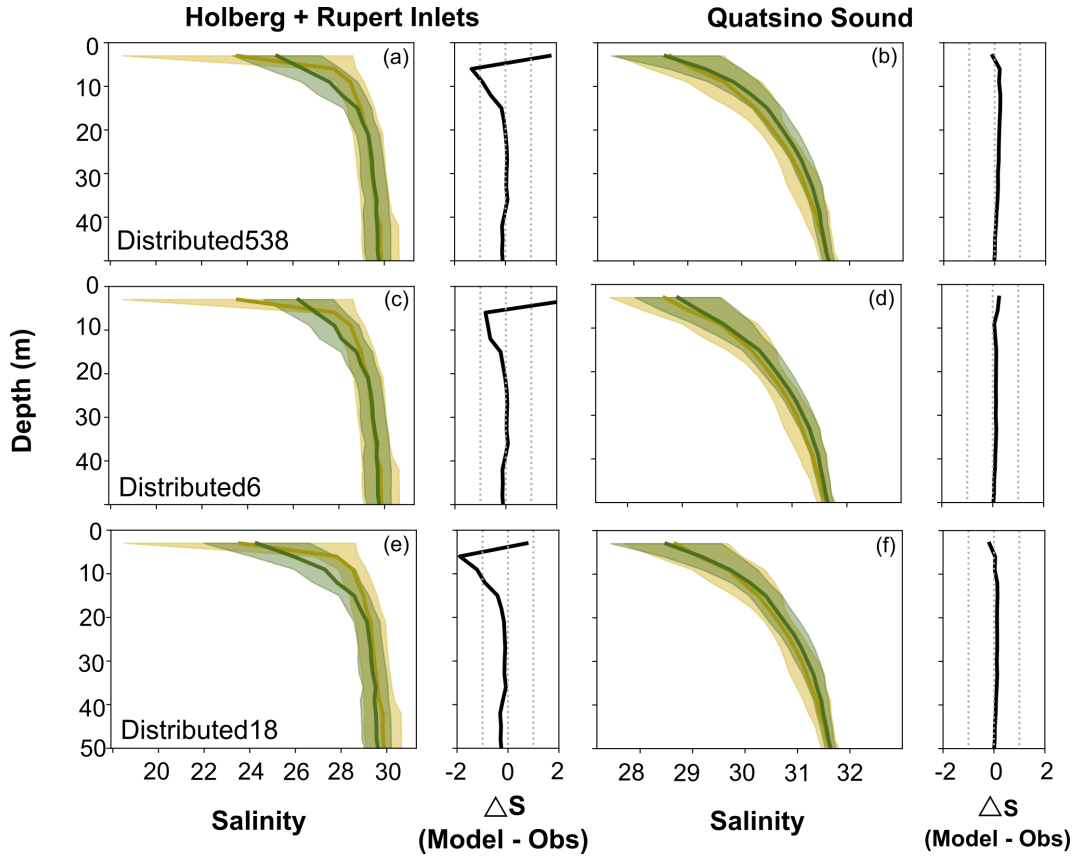 Holberg + Rupert Inlets
Quatsino Sound
0
10
20
30
40
(a)
Distributed538
(b)
0
10
20
30
40
(c)
Distributed6
(d)
0
10
20
30
40
50
(e)
Distributed18
(f)
Depth (m)
20 22 24 26 28 30
-2 0 2
28 29 30 31 32
-2 0 2
Salinity
△S
(Model - Obs)
Salinity
△s
(Model - Obs)